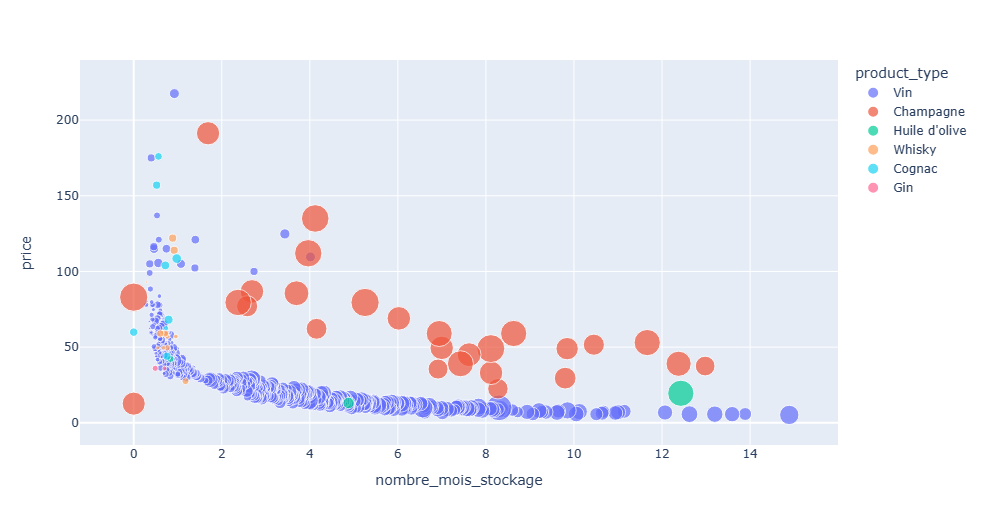 product_type
Vin
Champagne
Huile d'olive
Whisky
Cognac
Gin
200
150
100
50
0
price
0 2 4 6 8 10 12 14
nombre_mois_stockage